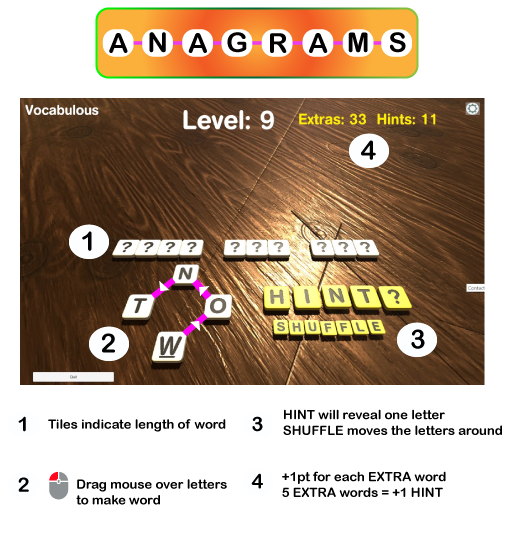 ANAGRAMS
Vocabulous
Level: 9
Extras: 33 Hints: 11
4
1
? ? ? ? ? ? ? ? ? ?
N
T
O
W
HINT?
SHUFFLE
2
3
Contact
Quit
1 Tiles indicate length of word
3 HINT will reveal one letter
SHUFFLE moves the letters around
2 Drag mouse over letters
to make word
4 +1pt for each EXTRA word
5 EXTRA words = +1 HINT